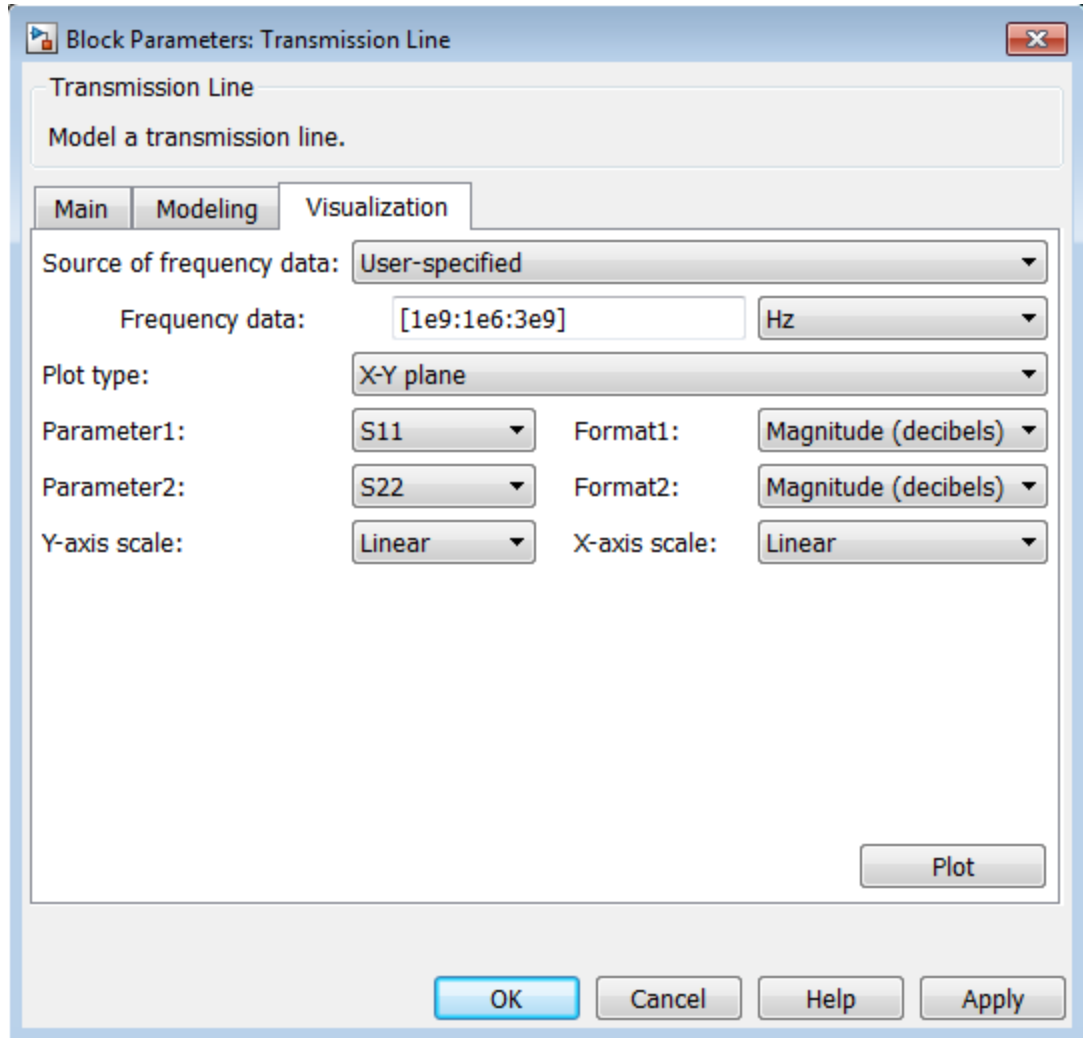 Block Parameters: Transmission Line
Transmission Line
Model a transmission line.
Main Modeling Visualization
Source of frequency data: User-specified
Frequency data: [1e9:1e6:3e9] Hz
Plot type: X-Y plane
Parameter1: S11 Format1: Magnitude (decibels)
Parameter2: S22 Format2: Magnitude (decibels)
Y-axis scale: Linear X-axis scale: Linear
Plot
OK Cancel Help Apply